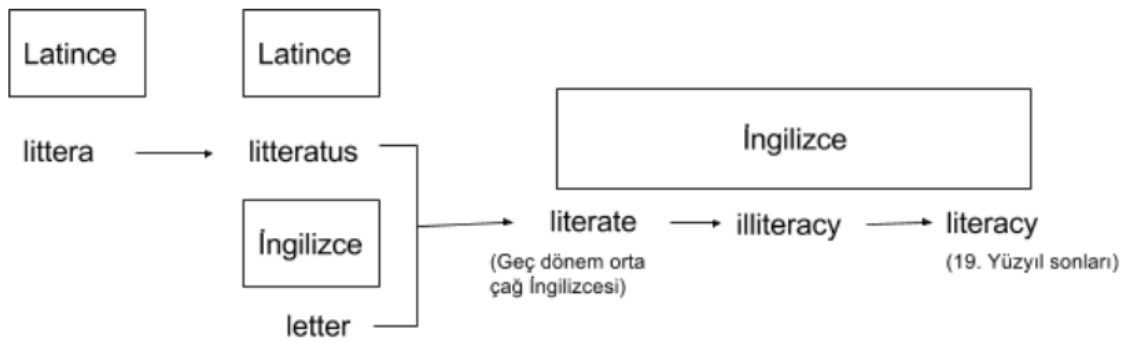 Latince
Latince
littera
litteratus
İngilizce
letter
İngilizce
literate
illiteracy
literacy
(Geç dönem orta
çağ İngilizcesi)
(19. Yüzyıl sonları)